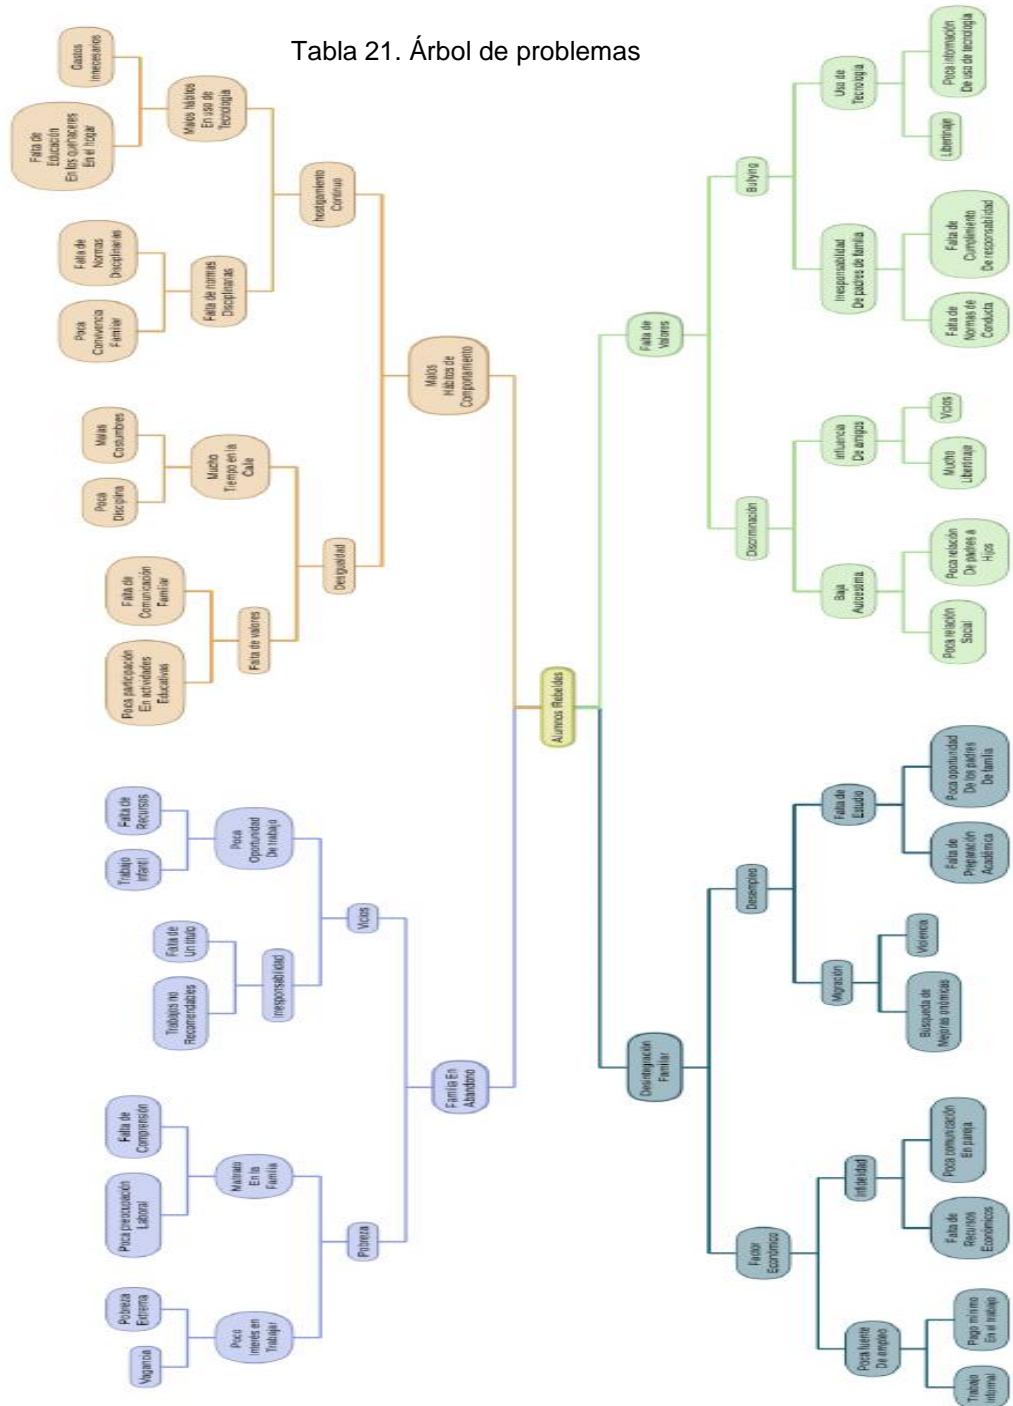 Tabla 21. Árbol de problemas
Vagancia
Pobreza
Extrema
Poca preocupación
Laboral
Falta de
Comprensión
Trabajos no
Recomendables
Falta de
Un título
Trabajo
Infantil
Falta de
Recursos
Poca participación
En actividades
Educativas
Falta de
Comunicación
Familiar
Poca
Disciplina
Malas
Costumbres
Poca
Convivencia
Familiar
Falta de
Normas
Disciplinarias
Falta de
Educación
En los quehaceres
En el hogar
Gastos
innecesarios
Poco
Interés en
Trabajar
Maltrato
En la
Familia
Irresponsabilidad
Poca
Oportunidad
De trabajo
Falta de valores
Mucho
Tiempo en la
Calle
Falta de normas
Disciplinarias
Malos hábitos
En uso de
Tecnología
Pobreza
Vicios
Desigualdad
hostigamiento
Continuo
Familia En
Abandono
Malos
Hábitos de
Comportamiento
Alumnos Rebeldes
Desintegración
Familiar
Falta de
Valores
Factor
Económico
Desempleo
Discriminación
Bullying
Poca fuente
De empleo
Infidelidad
Migración
Falta de
Estudio
Baja
Autoestima
Influencia
De amigos
Irresponsabilidad
De padres de familia
Uso de
Tecnología
Trabajo
Informal
Pago mínimo
En el trabajo
Falta de
Recursos
Económicos
Poca comunicación
En pareja
Búsqueda de
Mejoras onómicas
Violencia
Falta de
Preparación
Académica
Poca oportunidad
De los padres
De familia
Poca relación
Social
Poca relación
De padres a
Hijos
Mucho
Libertinaje
Vicios
Falta de
Normas de
Conducta
Falta de
Cumplimiento
De responsabilidad
Libertinaje
Poca información
De uso de tecnología